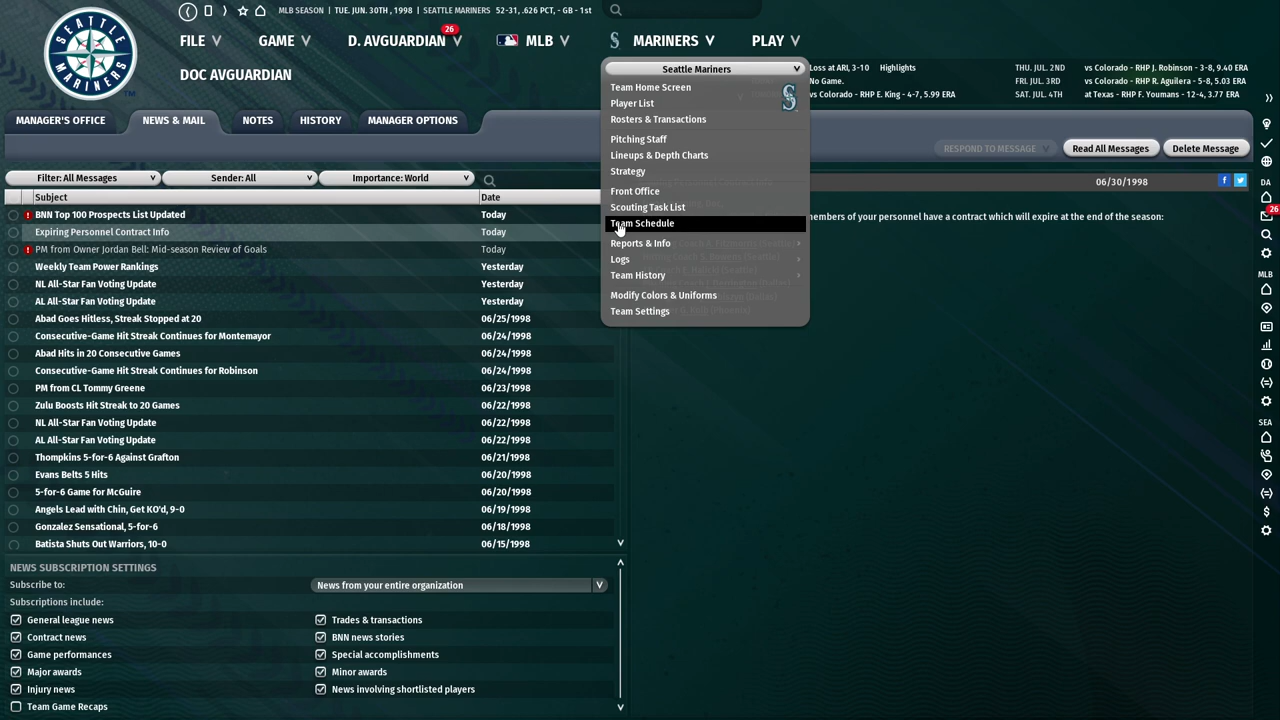 MLB SEASON | TUE. JUN. 30TH , 1998 | SEATTLE MARINERS 52-31, .626 PCT, - GB - 1st
SEATTLE
MARINERS
TM
FILE
GAME
D. AVGUARDIAN
26
MLB
MARINERS
PLAY
DOC AVGUARDIAN
Loss at ARI, 3-10 Highlights
No Game.
vs Colorado - RHP E. King - 4-7, 5.99 ERA
THU. JUL. 2ND vs Colorado - RHP J. Robinson - 3-8, 9.40 ERA
FRI. JUL. 3RD vs Colorado - RHP R. Aguilera - 5-8, 5.03 ERA
SAT. JUL. 4TH at Texas - RHP F. Youmans - 12-4, 3.77 ERA
Seattle Mariners
Team Home Screen
Player List
Rosters & Transactions
Pitching Staff
Lineups & Depth Charts
Strategy
Front Office
Scouting Task List
Team Schedule
Reports & Info
Logs
Team History
Modify Colors & Uniforms
Team Settings
MANAGER'S OFFICE
NEWS & MAIL
NOTES
HISTORY
MANAGER OPTIONS
RESPOND TO MESSAGE
Read All Messages
Delete Message
Filter: All Messages
Sender: All
Importance: World
06/30/1998
members of your personnel have a contract which will expire at the end of the season:
Subject Date
BNN Top 100 Prospects List Updated Today
Expiring Personnel Contract Info Today
PM from Owner Jordan Bell: Mid-season Review of Goals Today
Weekly Team Power Rankings Yesterday
NL All-Star Fan Voting Update Yesterday
AL All-Star Fan Voting Update Yesterday
Abad Goes Hitless, Streak Stopped at 20 06/25/1998
Consecutive-Game Hit Streak Continues for Montemayor 06/24/1998
Abad Hits in 20 Consecutive Games 06/24/1998
Consecutive-Game Hit Streak Continues for Robinson 06/24/1998
PM from CL Tommy Greene 06/23/1998
Zulu Boosts Hit Streak to 20 Games 06/22/1998
NL All-Star Fan Voting Update 06/22/1998
AL All-Star Fan Voting Update 06/22/1998
Thompkins 5-for-6 Against Grafton 06/21/1998
Evans Belts 5 Hits 06/20/1998
5-for-6 Game for McGuire 06/20/1998
Angels Lead with Chin, Get KO'd, 9-0 06/19/1998
Gonzalez Sensational, 5-for-6 06/18/1998
Batista Shuts Out Warriors, 10-0 06/15/1998
NEWS SUBSCRIPTION SETTINGS
Subscribe to: News from your entire organization
Subscriptions include:
General league news Trades & transactions
Contract news BNN news stories
Game performances Special accomplishments
Major awards Minor awards
Injury news News involving shortlisted players
Team Game Recaps
DA
26
MLB
SEA